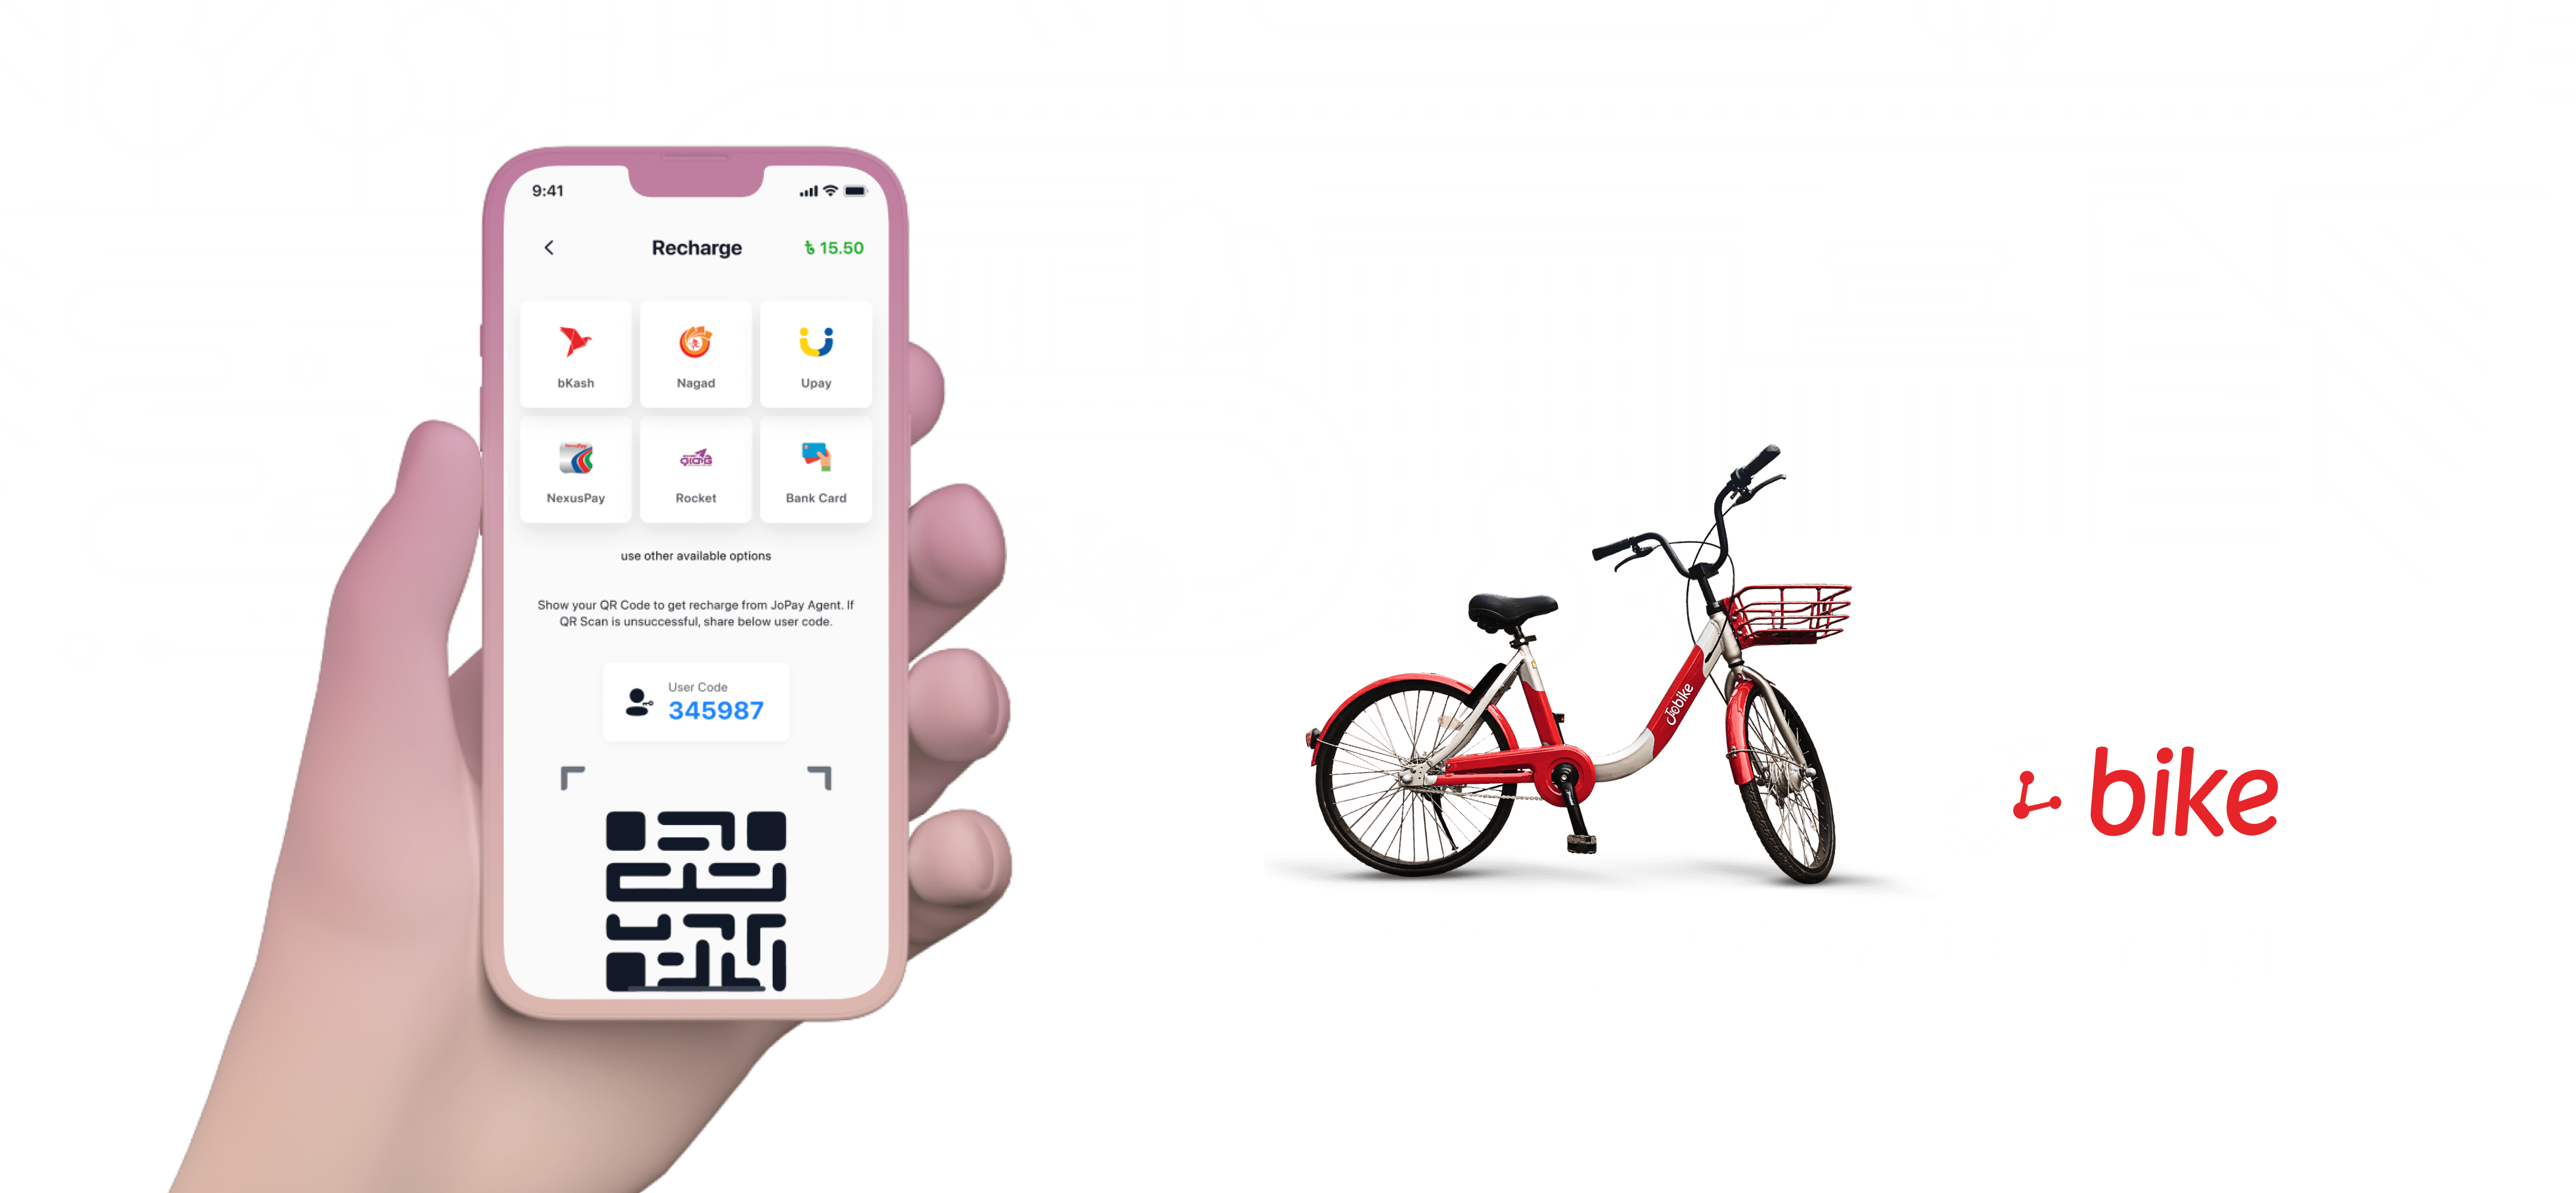 9:41
Recharge
৳ 15.50
bKash
Nagad
Upay
NexusPay
Rocket
Bank Card
use other available options
Show your QR Code to get recharge from JoPay Agent. If
QR Scan is unsuccessful, share below user code.
User Code
345987
Jobike
bike